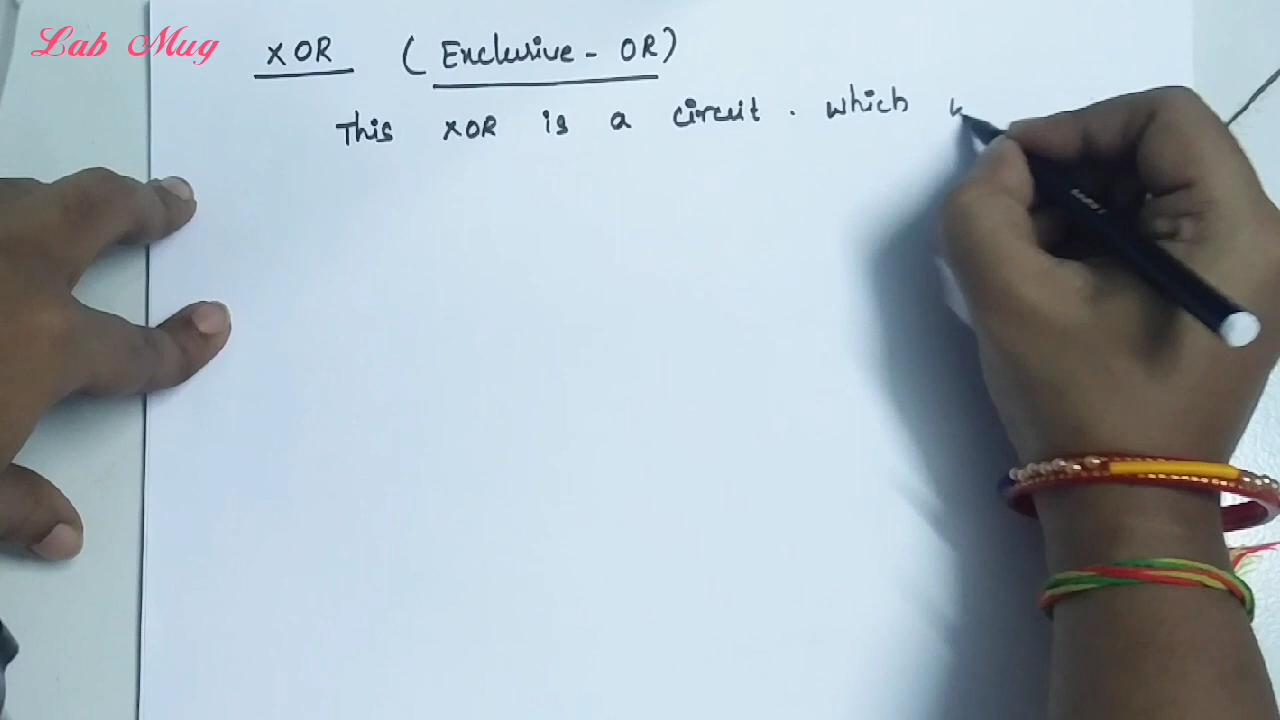 Lab Mug
XOR (Exclusive - OR)
This XOR is a circuit . which